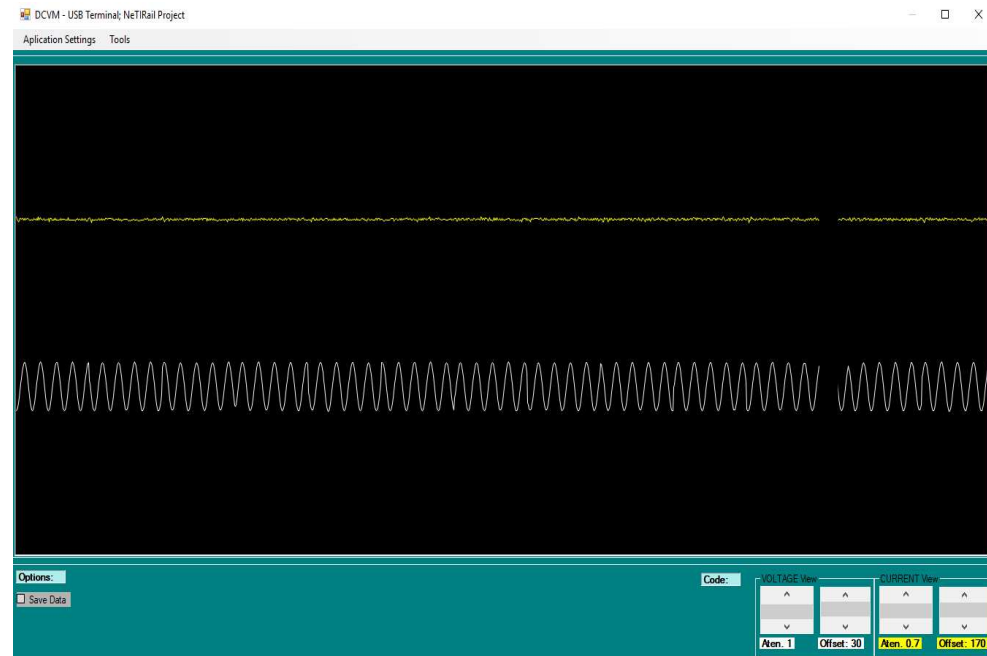 DCVM - USB Terminal; NeTIRail Project
Aplication Settings Tools
Options:
Save Data
Code:
VOLTAGE View
CURRENT View
Aten. 1
Offset: 30
Aten. 0.7
Offset: 170